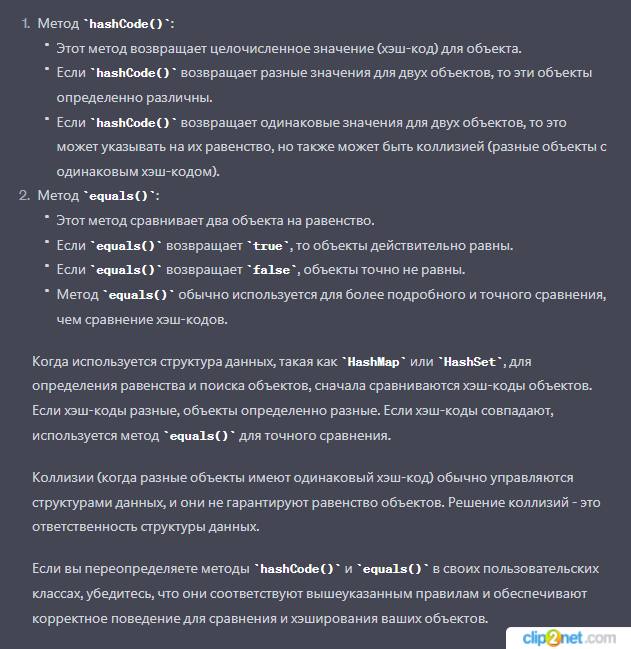 1. Метод `hashCode()`:
• Этот метод возвращает целочисленное значение (хэш-код) для объекта.
• Если `hashCode()` возвращает разные значения для двух объектов, то эти объекты
определенно различны.
• Если `hashCode()` возвращает одинаковые значения для двух объектов, то это
может указывать на их равенство, но также может быть коллизией (разные объекты с
одинаковым хэш-кодом).
2. Метод `equals()`:
• Этот метод сравнивает два объекта на равенство.
• Если `equals()` возвращает `true`, то объекты действительно равны.
• Если `equals()` возвращает `false`, объекты точно не равны.
• Метод `equals()` обычно используется для более подробного и точного сравнения,
чем сравнение хэш-кодов.
Когда используется структура данных, такая как `HashMap` или `HashSet`, для
определения равенства и поиска объектов, сначала сравниваются хэш-коды объектов.
Если хэш-коды разные, объекты определенно разные. Если хэш-коды совпадают,
используется метод `equals()` для точного сравнения.
Коллизии (когда разные объекты имеют одинаковый хэш-код) обычно управляются
структурами данных, и они не гарантируют равенство объектов. Решение коллизий - это
ответственность структуры данных.
Если вы переопределяете методы `hashCode()` и `equals()` в своих пользовательских
классах, убедитесь, что они соответствуют вышеуказанным правилам и обеспечивают
корректное поведение для сравнения и хэширования ваших объектов.
clip2net.com